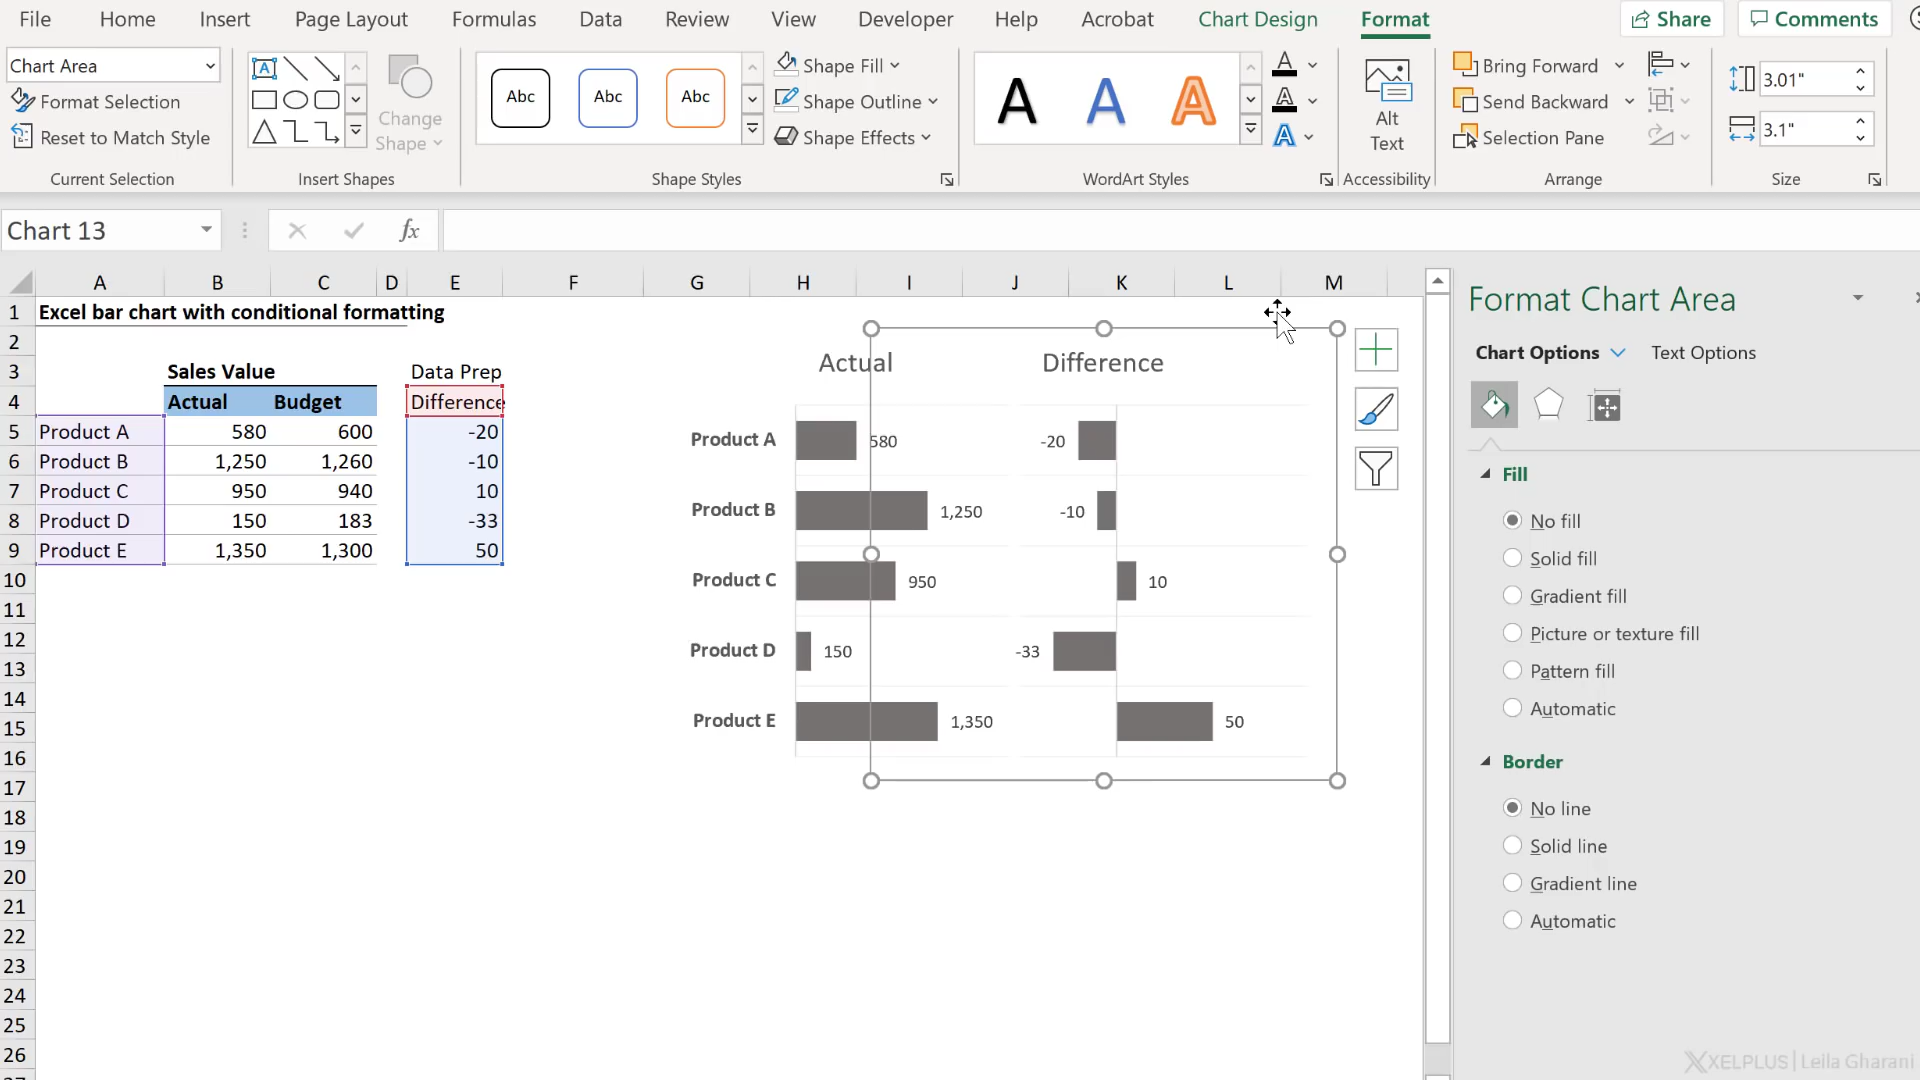 File Home Insert Page Layout Formulas Data Review View Developer Help Acrobat Chart Design Format Share Comments
Chart Area
Format Selection
Reset to Match Style
Current Selection
Change
Shape
Insert Shapes
Abc Abc Abc
Shape Fill
Shape Outline
Shape Effects
Shape Styles
A A A
WordArt Styles
Alt
Text
Accessibility
Bring Forward
Send Backward
Selection Pane
Arrange
3.01"
3.1"
Size
Chart 13
fx
A B C D E F G H I J K L M
1 Excel bar chart with conditional formatting
2
3 Sales Value Data Prep
4 Actual Budget Difference
5 Product A 580 600 -20
6 Product B 1,250 1,260 -10
7 Product C 950 940 10
8 Product D 150 183 -33
9 Product E 1,350 1,300 50
10
11
12
13
14
15
16
17
18
19
20
21
22
23
24
25
26
Actual Difference
Product A 580 -20
Product B 1,250 -10
Product C 950 10
Product D 150 -33
Product E 1,350 50
Format Chart Area
Chart Options Text Options
Fill
No fill
Solid fill
Gradient fill
Picture or texture fill
Pattern fill
Automatic
Border
No line
Solid line
Gradient line
Automatic
XELPLUS | Leila Gharani